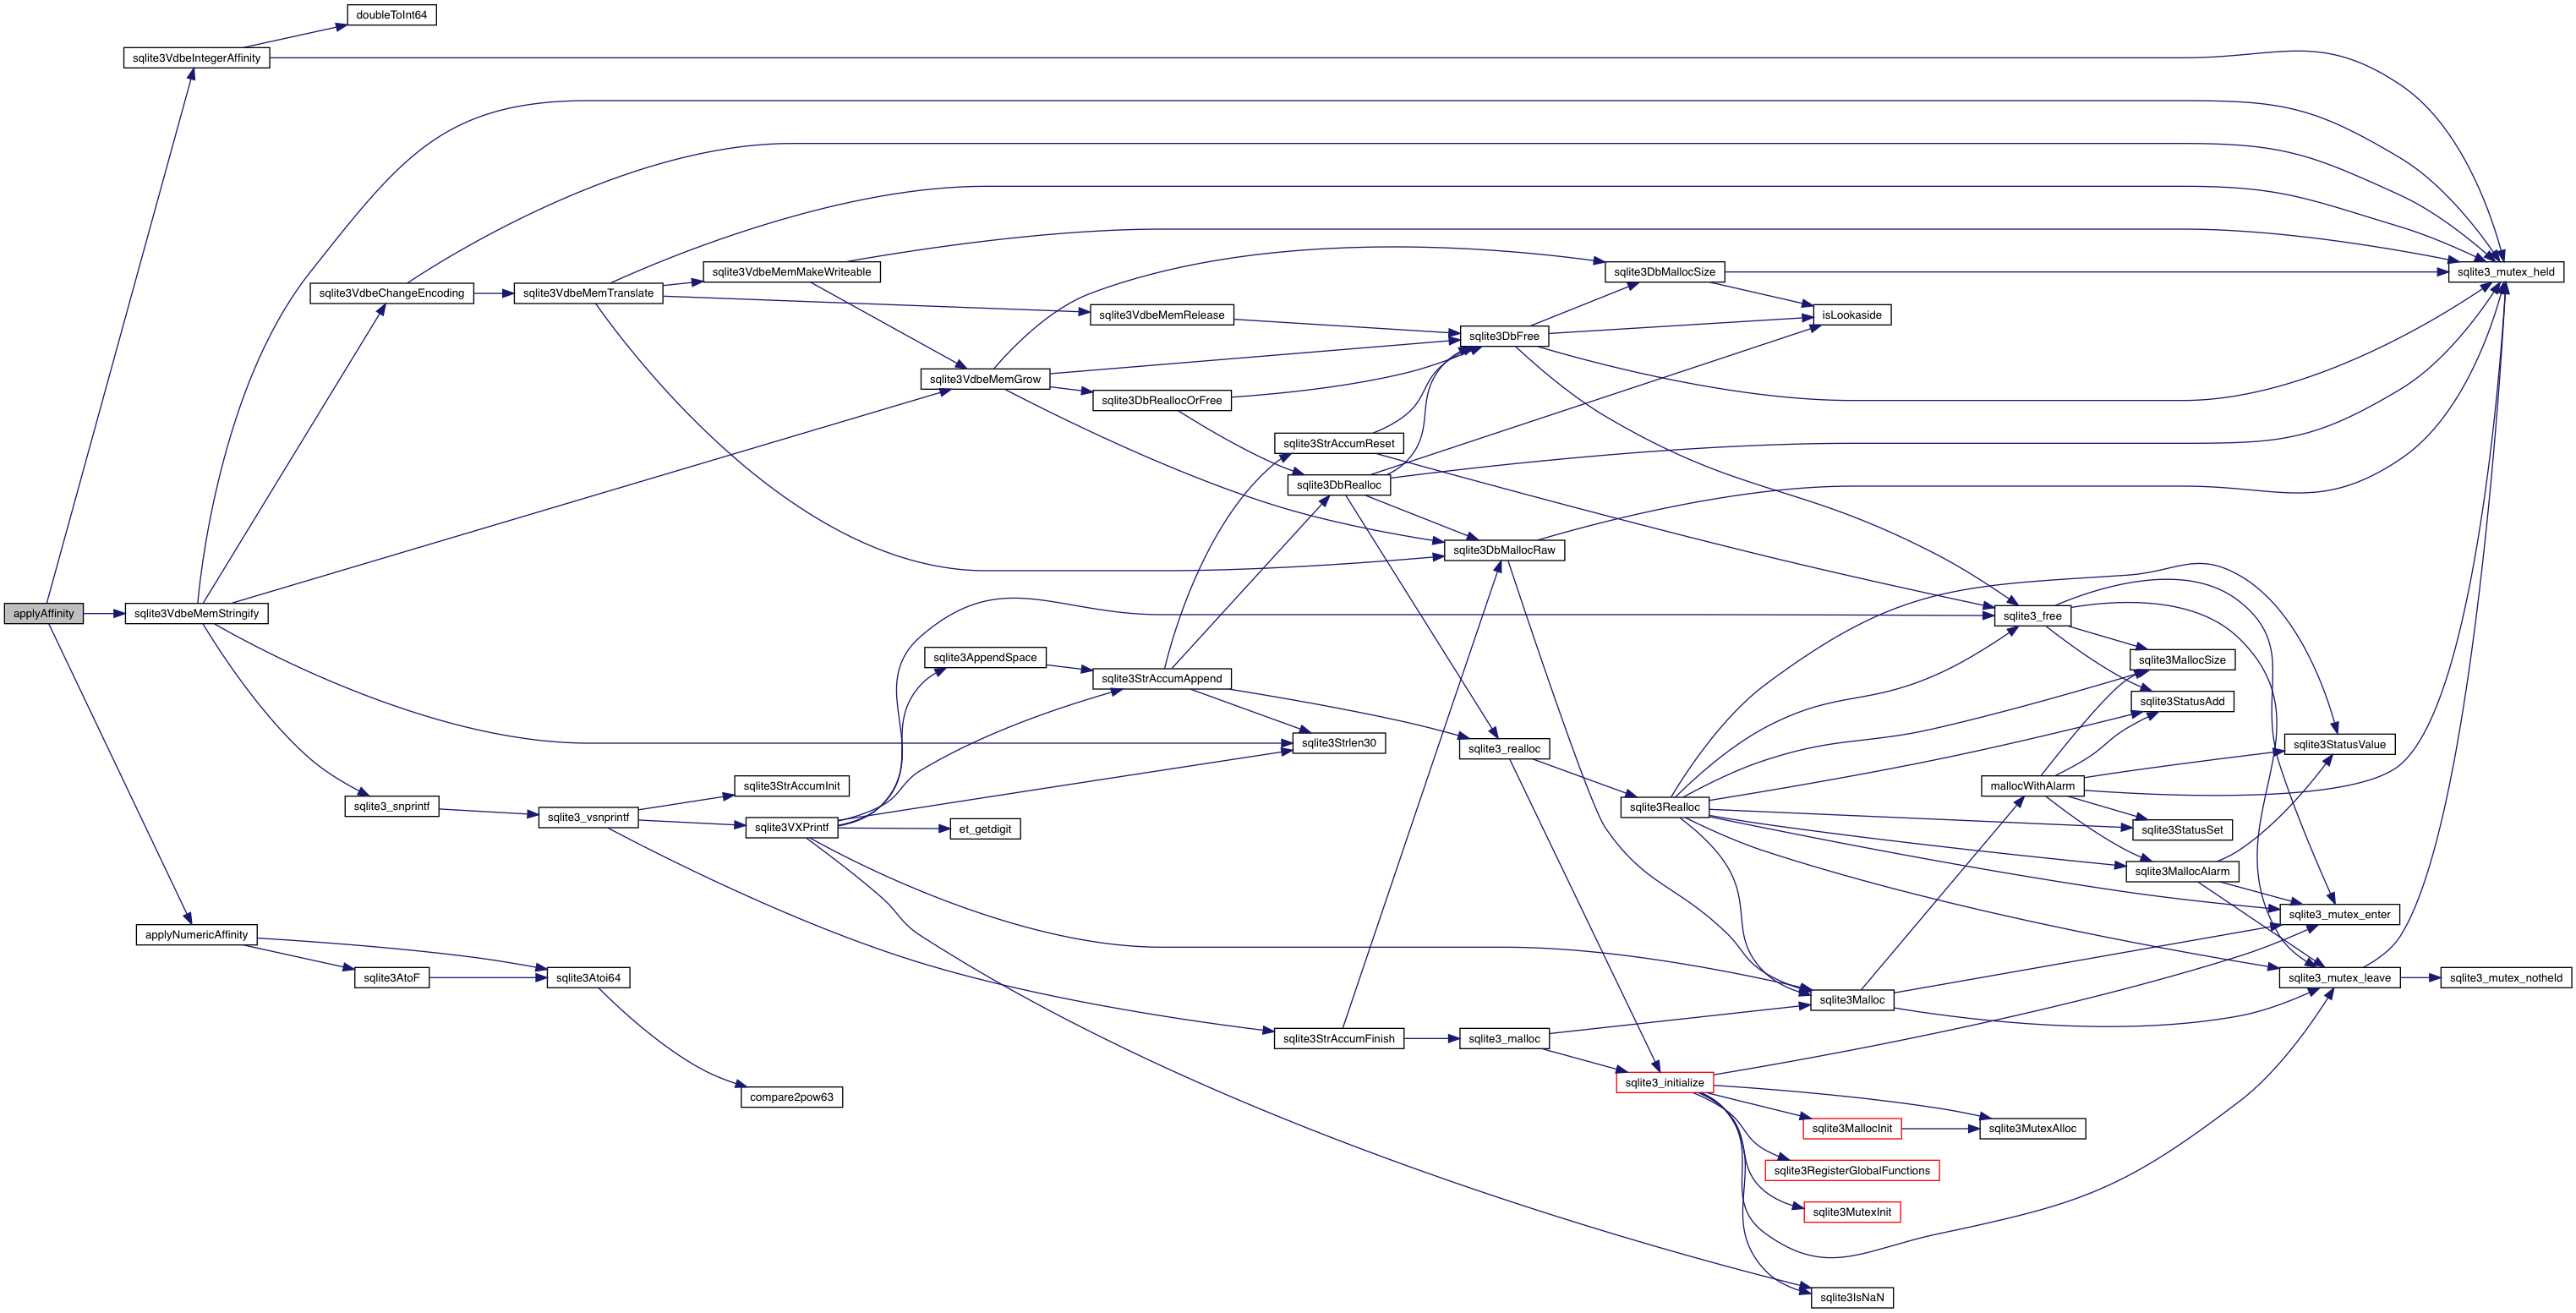 doubleToInt64
sqlite3VdbeIntegerAffinity
sqlite3VdbeMemMakeWriteable
sqlite3DbMallocSize
sqlite3_mutex_held
sqlite3VdbeChangeEncoding
sqlite3VdbeMemTranslate
sqlite3VdbeMemRelease
isLookaside
sqlite3DbFree
sqlite3VdbeMemGrow
sqlite3DbReallocOrFree
sqlite3StrAccumReset
sqlite3DbRealloc
sqlite3DbMallocRaw
applyAffinity
sqlite3VdbeMemStringify
sqlite3_free
sqlite3AppendSpace
sqlite3MallocSize
sqlite3StrAccumAppend
sqlite3StatusAdd
sqlite3Strlen30
sqlite3_realloc
sqlite3StatusValue
sqlite3StrAccumInit
mallocWithAlarm
sqlite3_snprintf
sqlite3Realloc
sqlite3_vsnprintf
sqlite3VXPrintf
et_getdigit
sqlite3StatusSet
sqlite3MallocAlarm
sqlite3_mutex_enter
applyNumericAffinity
sqlite3AtoF
sqlite3Atoi64
sqlite3_mutex_leave
sqlite3_mutex_notheld
sqlite3Malloc
sqlite3StrAccumFinish
sqlite3_malloc
sqlite3_initialize
compare2pow63
sqlite3MallocInit
sqlite3MutexAlloc
sqlite3RegisterGlobalFunctions
sqlite3MutexInit
sqlite3IsNaN